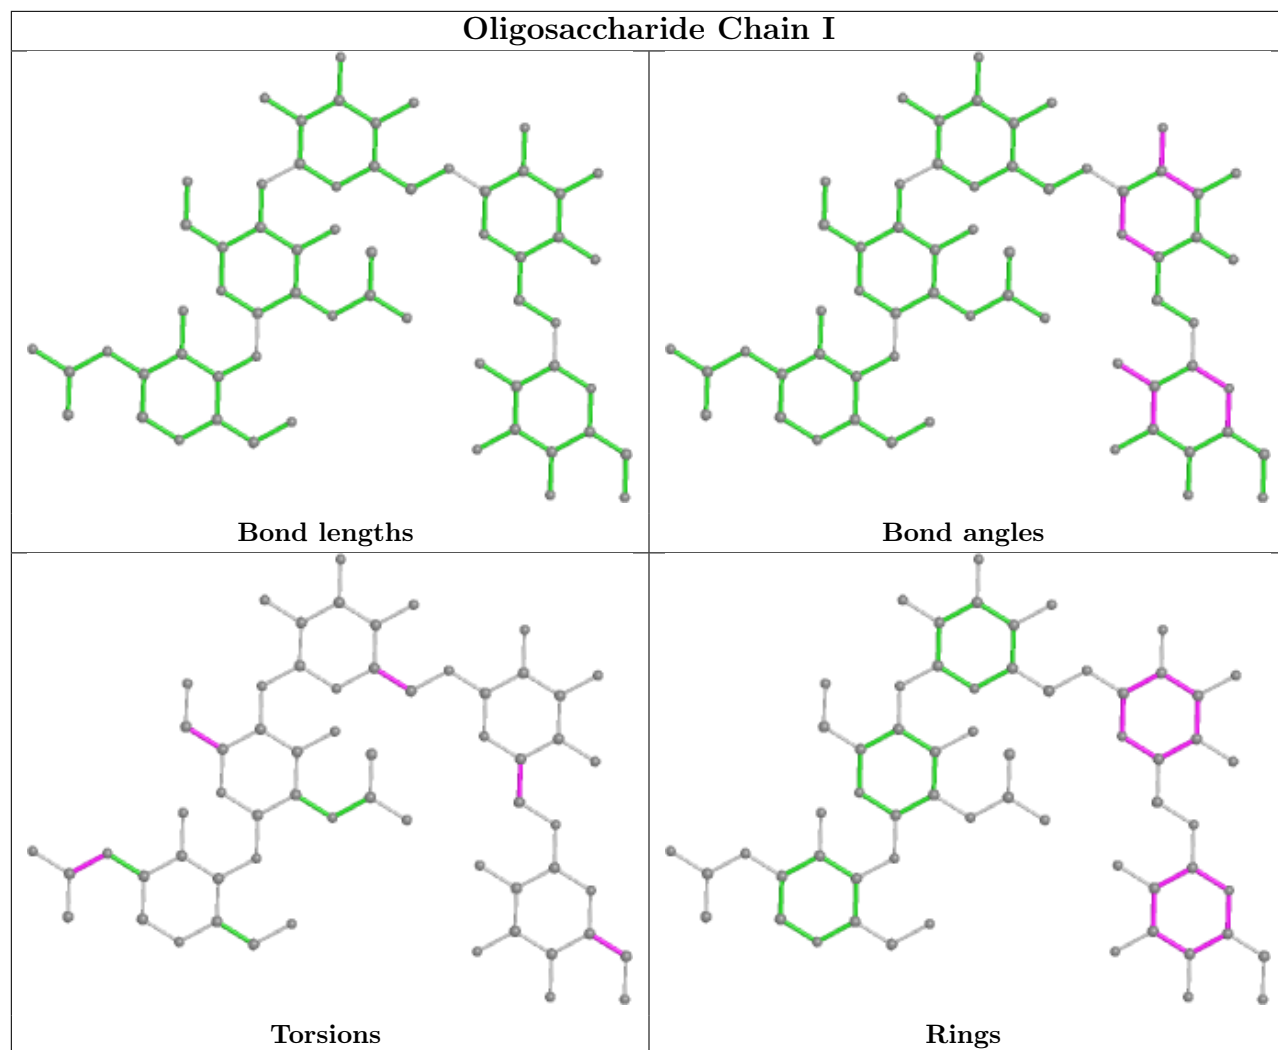 Oligosaccharide Chain I
Bond lengths
Bond angles
Torsions
Rings